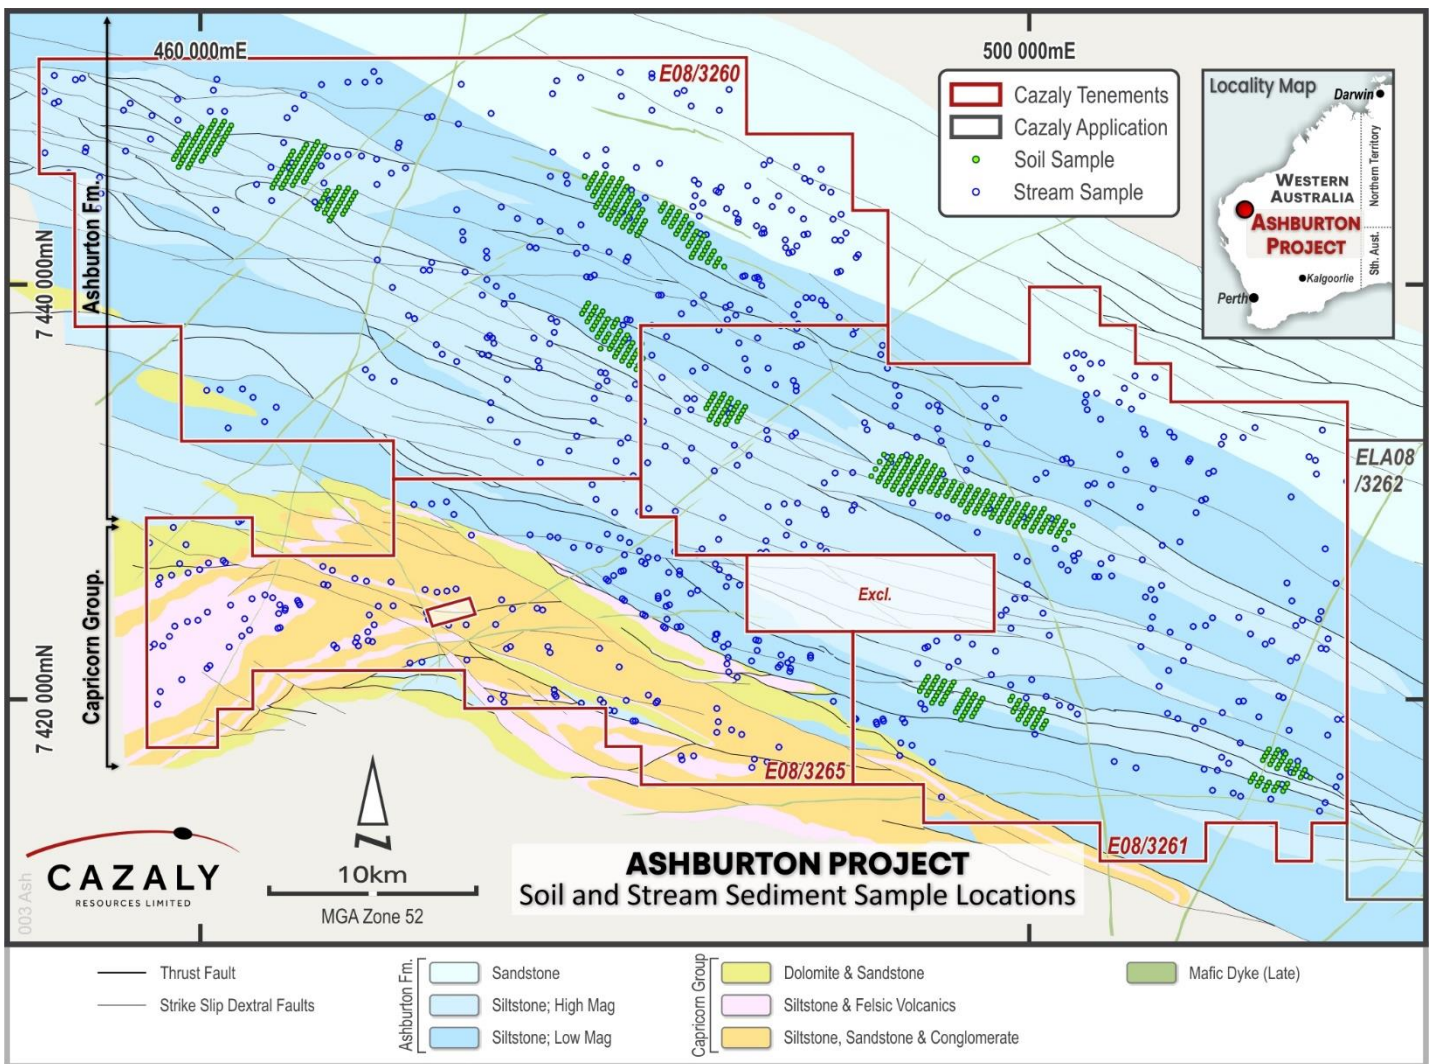 460 000mE
500 000mE
E08/3260
Cazaly Tenements
Cazaly Application
Soil Sample
Stream Sample
Locality Map
Darwin
Northern Territory
WESTERN
AUSTRALIA
ASHBURTON
PROJECT
Sth. Aust.
Kalgoorlie
Perth
Ashburton Fm.
7 440 000mN
ELA08
/3262
Excl.
Capricorn Group.
7 420 000mN
E08/3265
E08/3261
CAZALY
RESOURCES LIMITED
003 Ash
N
10km
MGA Zone 52
ASHBURTON PROJECT
Soil and Stream Sediment Sample Locations
Thrust Fault
Strike Slip Dextral Faults
Ashburton Fm.
Sandstone
Siltstone; High Mag
Siltstone; Low Mag
Capricorn Group
Dolomite & Sandstone
Siltstone & Felsic Volcanics
Siltstone, Sandstone & Conglomerate
Mafic Dyke (Late)